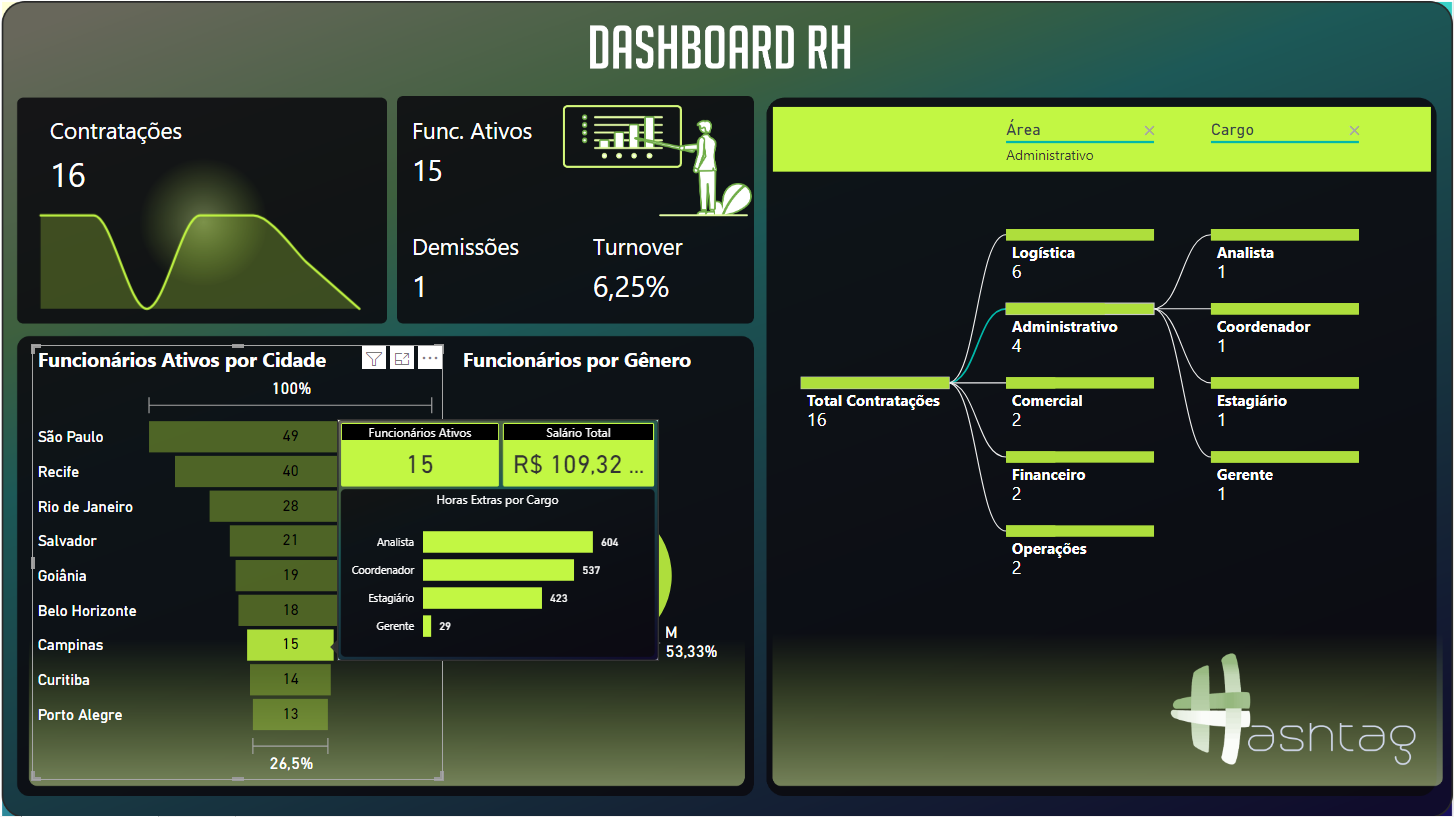 DASHBOARD RH
Contratações
16
Func. Ativos
15
Demissões
1
Turnover
6,25%
Funcionários Ativos por Cidade
100%
São Paulo 49
Recife 40
Rio de Janeiro 28
Salvador 21
Goiânia 19
Belo Horizonte 18
Campinas 15
Curitiba 14
Porto Alegre 13
26,5%
Funcionários por Gênero
Funcionários Ativos
15
Salário Total
R$ 109,32 ...
Horas Extras por Cargo
Analista 604
Coordenador 537
Estagiário 423
Gerente 29
M
53,33%
Área
Administrativo
Cargo
Total Contratações
16
Logística
6
Administrativo
4
Comercial
2
Financeiro
2
Operações
2
Analista
1
Coordenador
1
Estagiário
1
Gerente
1
Hashtag